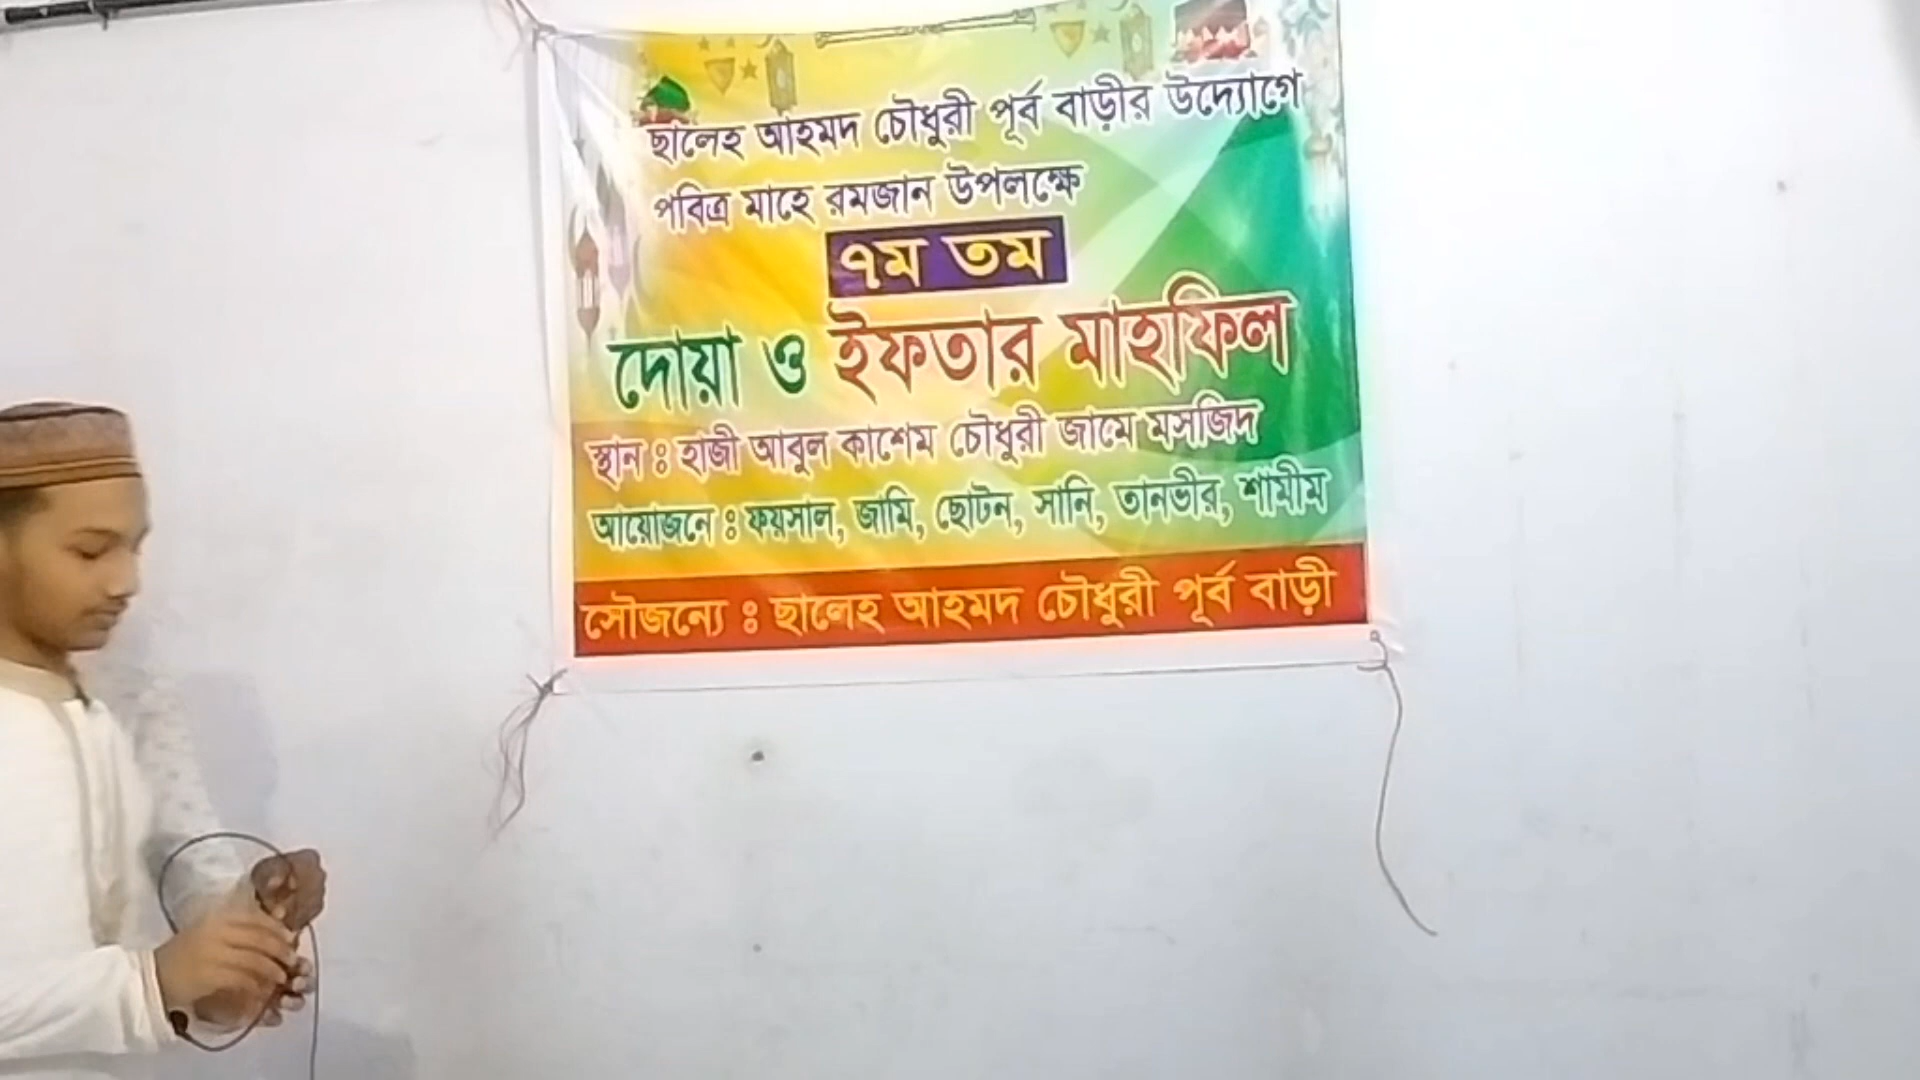 ছালেহ আহমদ চৌধুরী পূর্ব বাড়ীর উদ্যোগে
পবিত্র মাহে রমজান উপলক্ষে
৭ম তম
দোয়া ও ইফতার মাহফিল
স্থান ঃ হাজী আবুল কাশেম চৌধুরী জামে মসজিদ
আয়োজনে ঃ ফয়সাল, জামি, ছোটন, সানি, তানভীর, শামীম
সৌজন্যে ঃ ছালেহ আহমদ চৌধুরী পূর্ব বাড়ী